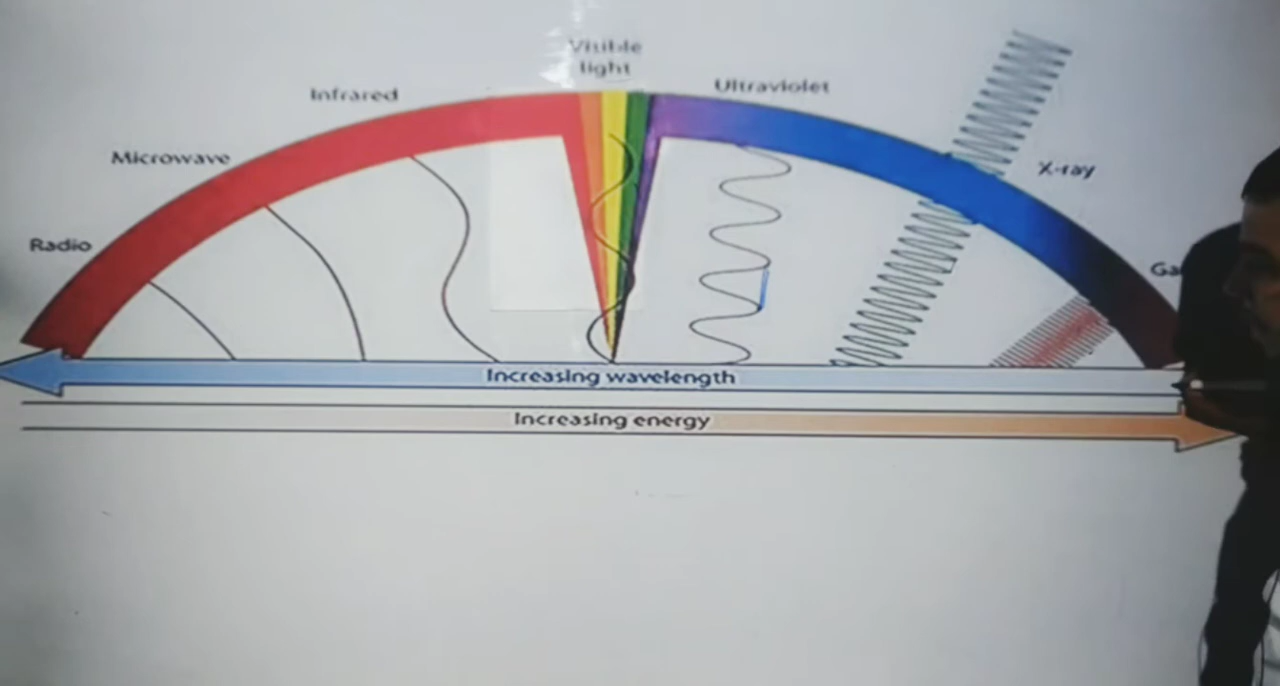 Visible
light
Infrared
Ultraviolet
Microwave
X-ray
Radio
Increasing wavelength
Increasing energy